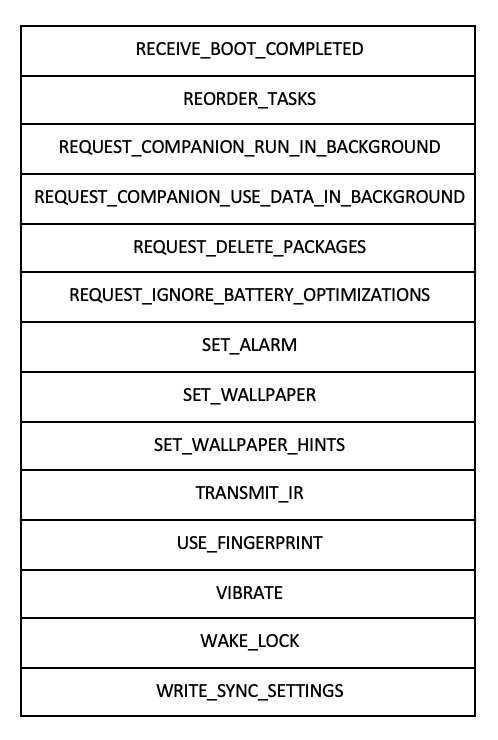 RECEIVE_BOOT_COMPLETED
REORDER_TASKS
REQUEST_COMPANION_RUN_IN_BACKGROUND
REQUEST_COMPANION_USE_DATA_IN_BACKGROUND
REQUEST_DELETE_PACKAGES
REQUEST_IGNORE_BATTERY_OPTIMIZATIONS
SET_ALARM
SET_WALLPAPER
SET_WALLPAPER_HINTS
TRANSMIT_IR
USE_FINGERPRINT
VIBRATE
WAKE_LOCK
WRITE_SYNC_SETTINGS